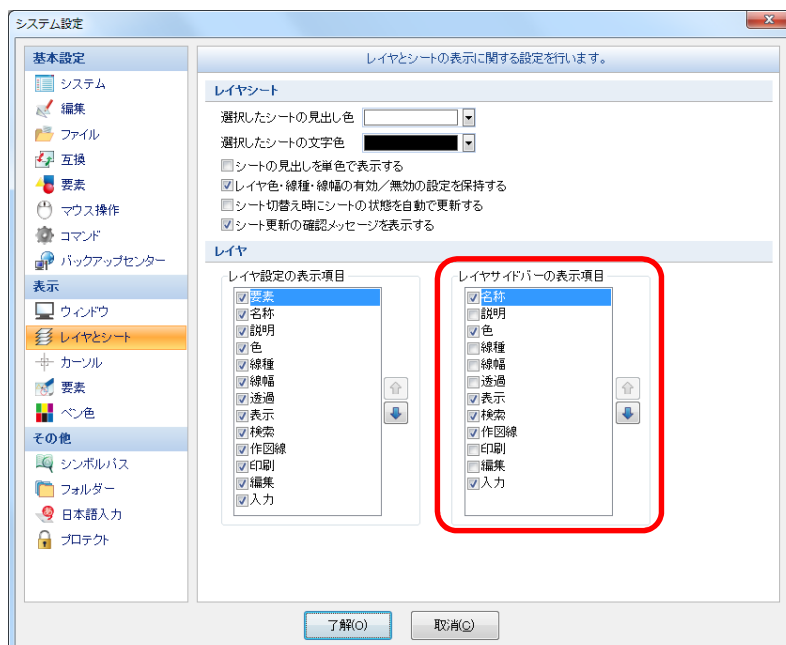 システム設定
基本設定
システム
編集
ファイル
互換
要素
マウス操作
コマンド
バックアップセンター
表示
ウィンドウ
レイヤとシート
カーソル
要素
ペン色
その他
シンボルパス
フォルダー
日本語入力
プロテクト
レイヤとシートの表示に関する設定を行います。
レイヤシート
選択したシートの見出し色
選択したシートの文字色
シートの見出しを単色で表示する
レイヤ色・線種・線幅の有効／無効の設定を保持する
シート切替え時にシートの状態を自動で更新する
シート更新の確認メッセージを表示する
レイヤ
レイヤ設定の表示項目
要素
名称
説明
色
線種
線幅
透過
表示
検索
作図線
印刷
編集
入力
レイヤサイドバーの表示項目
名称
説明
色
線種
線幅
透過
表示
検索
作図線
印刷
編集
入力
了解(O)
取消(C)